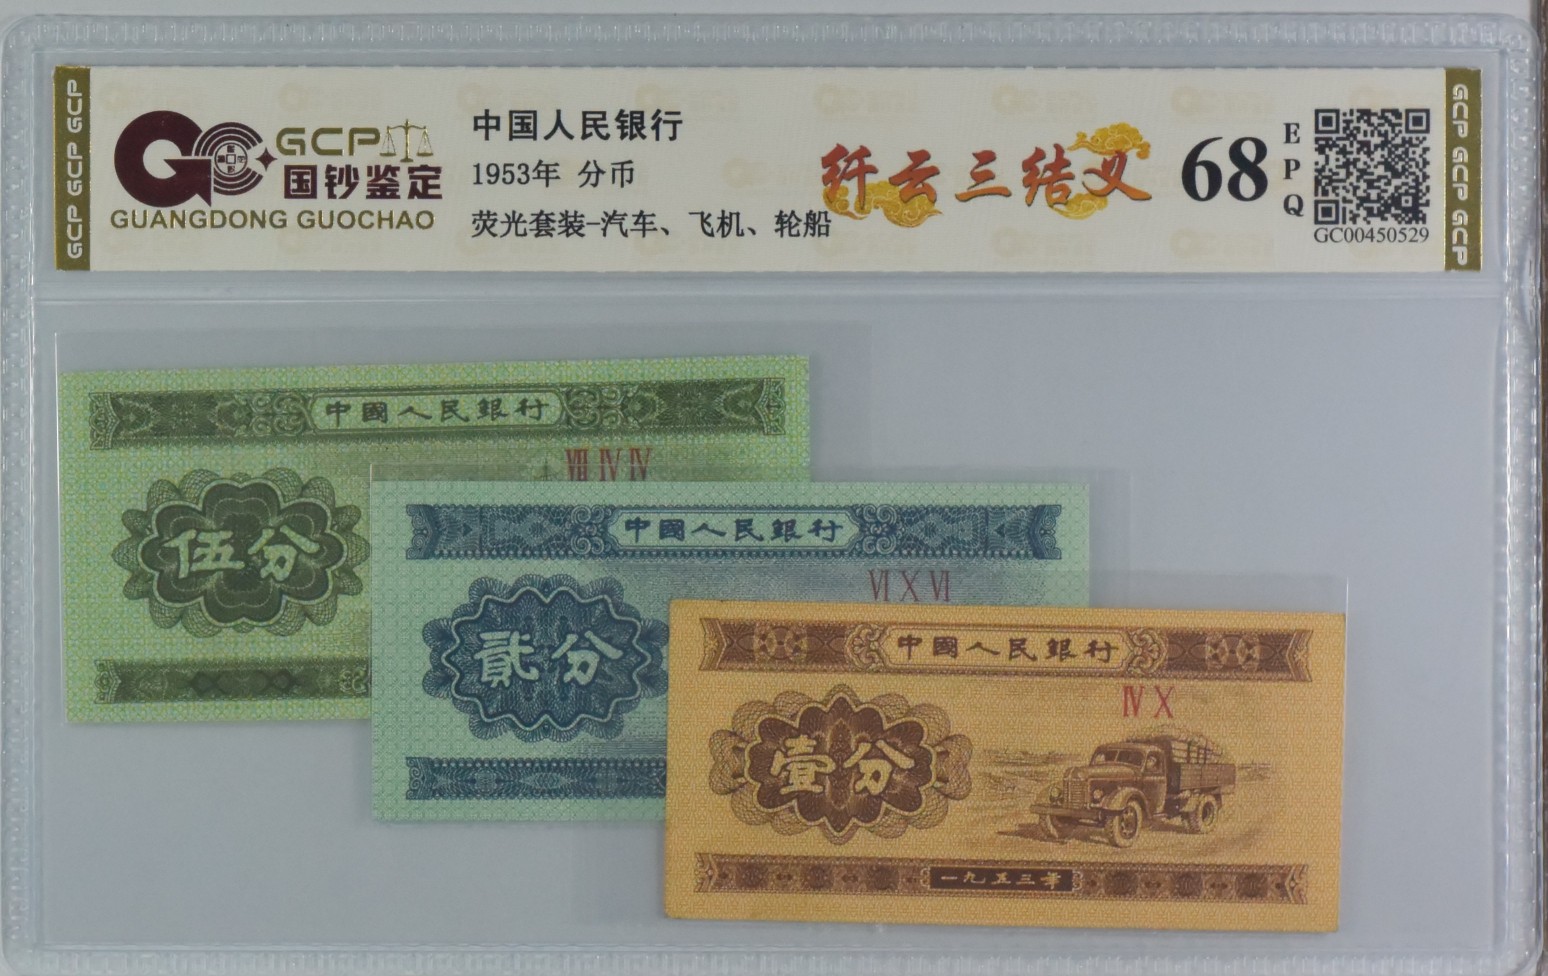 GCP GCP GCP
GCP
国钞鉴定
GUANGDONG GUOCHAO
中国人民银行
1953年 分币
荧光套装-汽车、飞机、轮船
纤云三结义
68
EPQ
GC00450529
GCP GCP GCP
中國人民銀行
VII IV IV
伍分
中國人民銀行
VI X VI
貳分
中國人民銀行
IV X
壹分
一九五三年